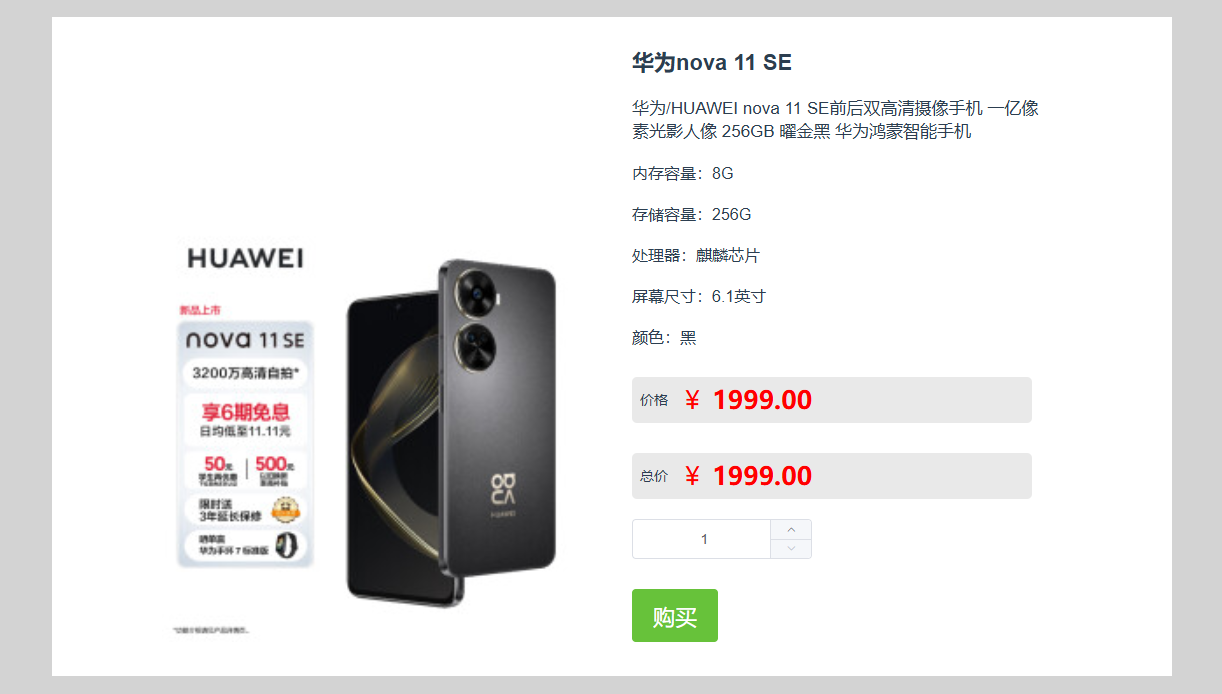 华为nova 11 SE
华为/HUAWEI nova 11 SE前后双高清摄像手机 一亿像
素光影人像 256GB 曜金黑 华为鸿蒙智能手机
内存容量：8G
存储容量：256G
处理器：麒麟芯片
屏幕尺寸：6.1英寸
颜色：黑
价格 ￥ 1999.00
总价 ￥ 1999.00
1
购买
HUAWEI
新品上市
nova 11 SE
3200万高清自拍*
享6期免息
日均低至11.11元
50元 500元
限时送
3年延长保修
晒单赢
华为手环7标准版
HUAWEI